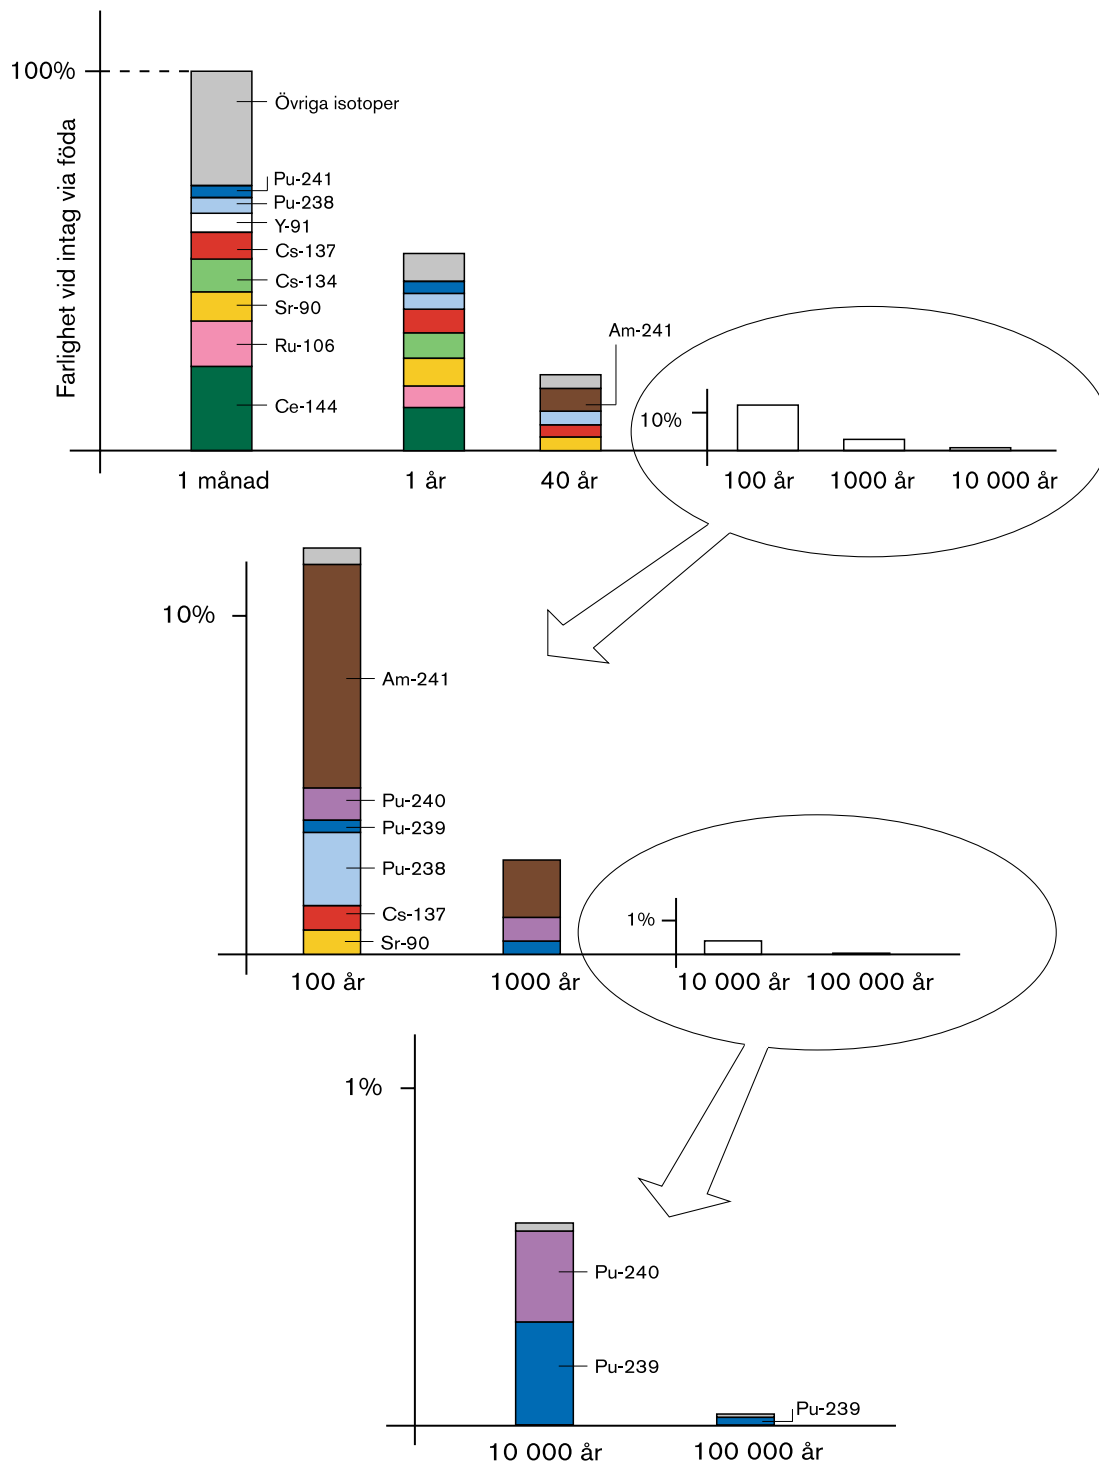 100%
Farlighet vid intag via föda
Övriga isotoper
Pu-241
Pu-238
Y-91
Cs-137
Cs-134
Sr-90
Ru-106
Ce-144
Am-241
10%
1 månad
1 år
40 år
100 år
1000 år
10 000 år
10%
Am-241
Pu-240
Pu-239
Pu-238
Cs-137
Sr-90
1%
100 år
1000 år
10 000 år
100 000 år
1%
Pu-240
Pu-239
Pu-239
10 000 år
100 000 år